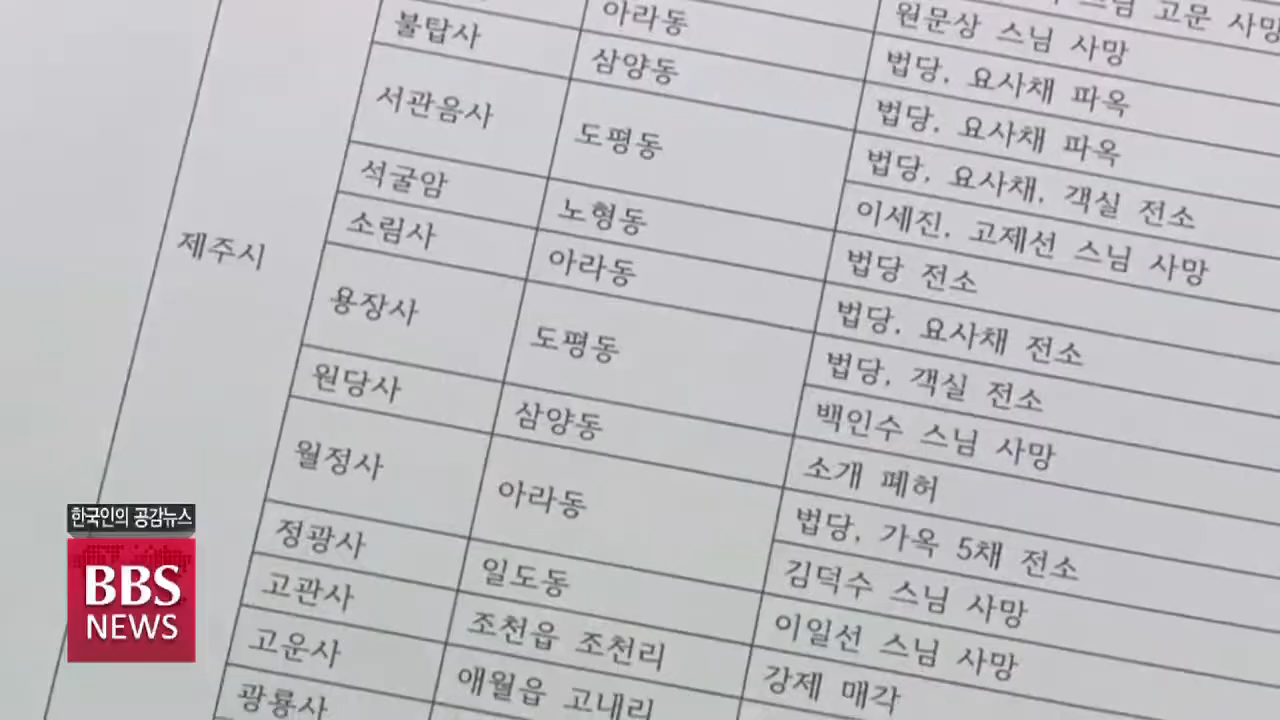 스님 고문 사망
원문상 스님 사망
아라동 법당, 요사채 파옥
불탑사 삼양동 법당, 요사채 파옥
서관음사 도평동 법당, 요사채, 객실 전소
이세진, 고제선 스님 사망
석굴암 노형동 법당 전소
소림사 아라동 법당, 요사채 전소
제주시
용장사 도평동 법당, 객실 전소
백인수 스님 사망
원당사 삼양동 소개 폐허
월정사 아라동 법당, 가옥 5채 전소
김덕수 스님 사망
정광사 일도동 이일선 스님 사망
고관사 조천읍 조천리 강제 매각
고운사 애월읍 고내리
광룡사
한국인의 공감뉴스
BBS
NEWS